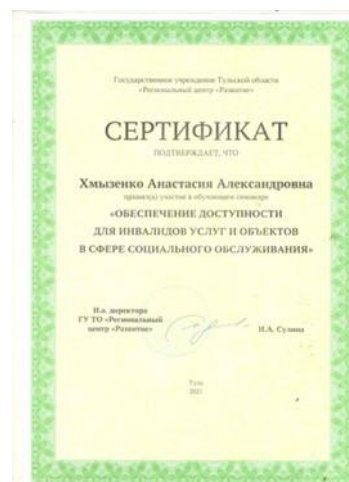 Государственное учреждение Тульской области
«Региональный центр «Развитие»
СЕРТИФИКАТ
ПОДТВЕРЖДАЕТ, ЧТО
Хмызенко Анастасия Александровна
принял(а) участие в обучающем семинаре
«ОБЕСПЕЧЕНИЕ ДОСТУПНОСТИ
ДЛЯ ИНВАЛИДОВ УСЛУГ И ОБЪЕКТОВ
В СФЕРЕ СОЦИАЛЬНОГО ОБСЛУЖИВАНИЯ»
И.о. директора
ГУ ТО «Региональный
центр «Развитие»
И.А. Сулина
Тула
2021